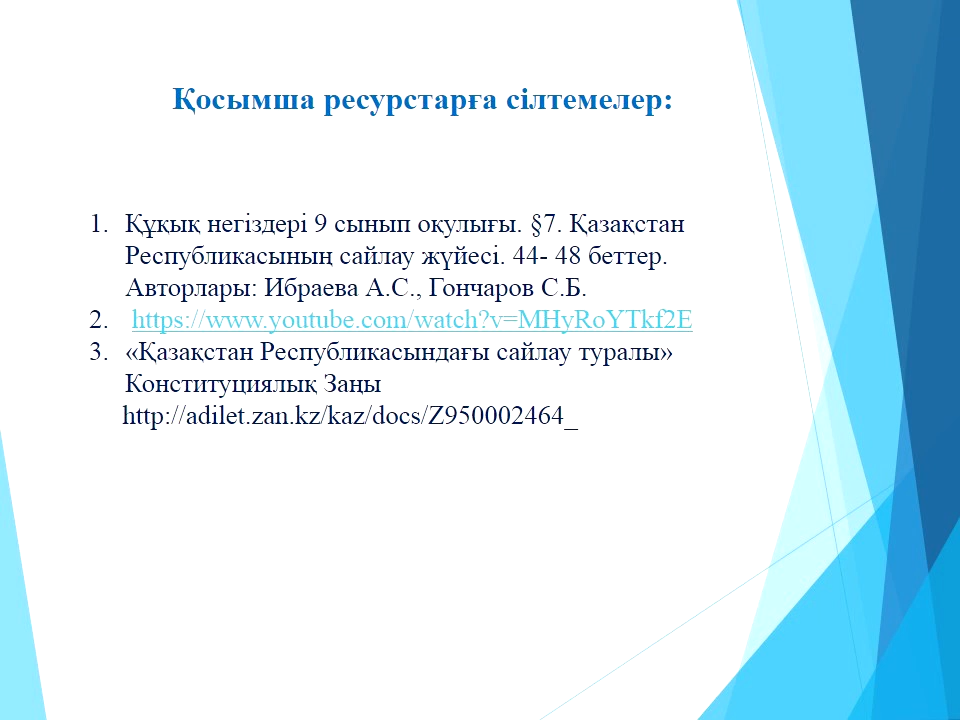 Қосымша ресурстарға сілтемелер:
1. Құқық негіздері 9 сынып оқулығы. §7. Қазақстан
Республикасының сайлау жүйесі. 44- 48 беттер.
Авторлары: Ибраева А.С., Гончаров С.Б.
2. https://www.youtube.com/watch?v=MHyRoYTkf2E
3. «Қазақстан Республикасындағы сайлау туралы»
Конституциялық Заңы
http://adilet.zan.kz/kaz/docs/Z950002464_